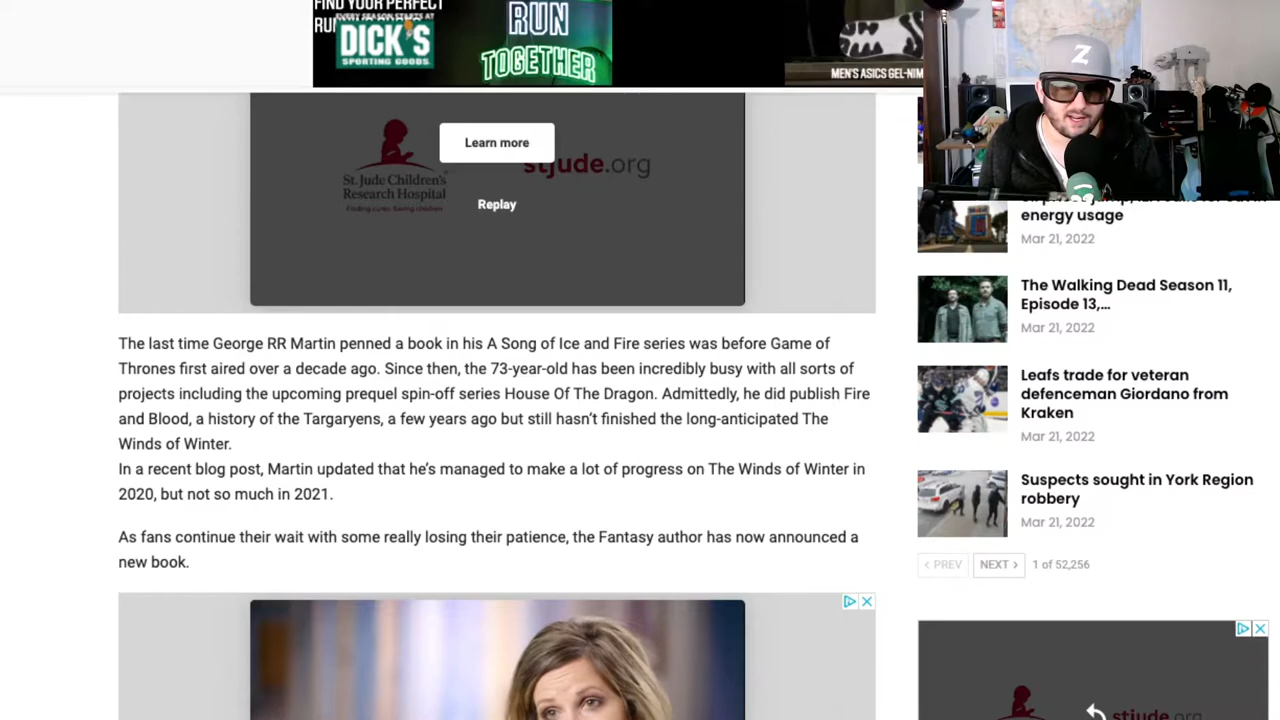 FIND YOUR PERFECT
RUN
EVERY SEASON STARTS AT
DICK'S
SPORTING GOODS.
RUN
TOGETHER
MEN'S ASICS GEL-NIM
Z
Learn more
St. Jude Children's
Research Hospital
Finding cures. Saving children.
stjude.org
Replay
energy usage
Mar 21, 2022
The Walking Dead Season 11,
Episode 13,…
Mar 21, 2022
Leafs trade for veteran
defenceman Giordano from
Kraken
Mar 21, 2022
Suspects sought in York Region
robbery
Mar 21, 2022
< PREV
NEXT >
1 of 52,256
The last time George RR Martin penned a book in his A Song of Ice and Fire series was before Game of
Thrones first aired over a decade ago. Since then, the 73-year-old has been incredibly busy with all sorts of
projects including the upcoming prequel spin-off series House Of The Dragon. Admittedly, he did publish Fire
and Blood, a history of the Targaryens, a few years ago but still hasn't finished the long-anticipated The
Winds of Winter.
In a recent blog post, Martin updated that he's managed to make a lot of progress on The Winds of Winter in
2020, but not so much in 2021.
As fans continue their wait with some really losing their patience, the Fantasy author has now announced a
new book.
stjude.org